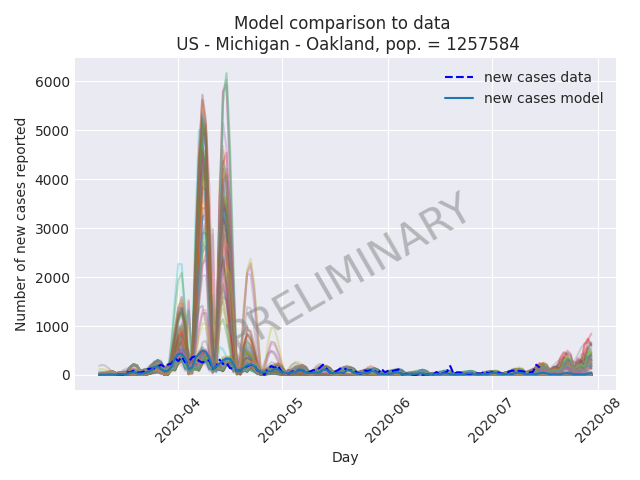 Model comparison to data
US - Michigan - Oakland, pop. = 1257584
new cases data
new cases model
Number of new cases reported
6000
5000
4000
3000
2000
1000
0
PRELIMINARY
2020-04
2020-05
2020-06
2020-07
2020-08
Day